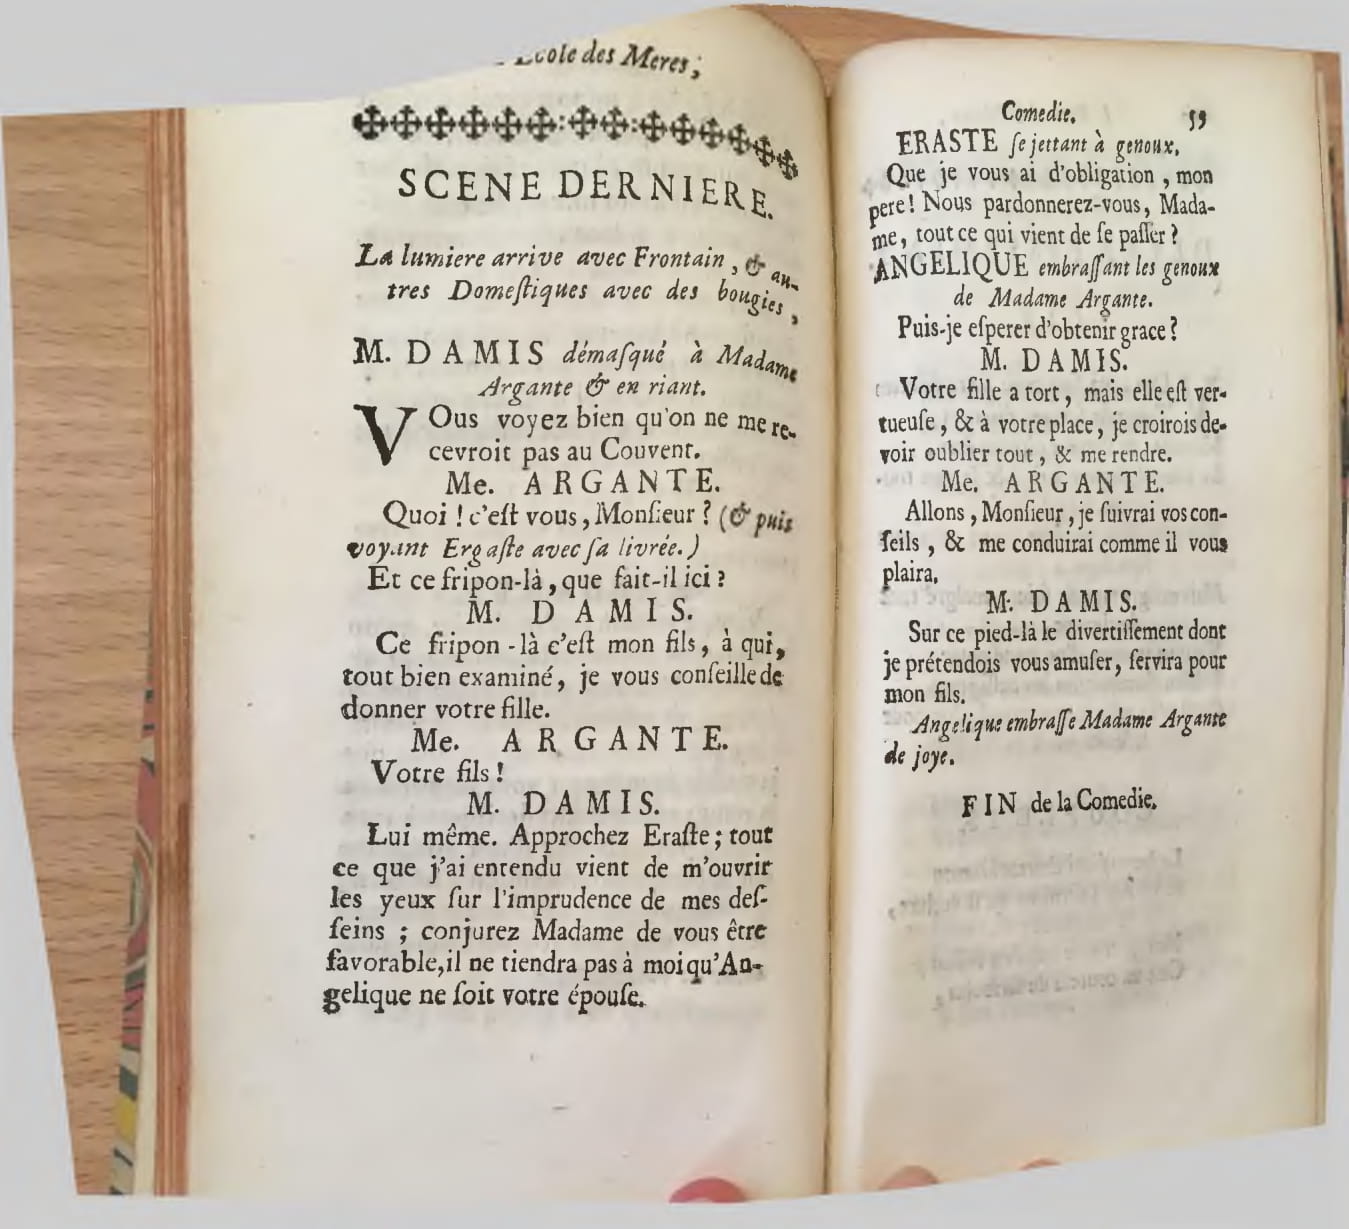 Ecole des Meres;
SCENE DERNIERE.
La lumiere arrive avec Frontain, & au-
tres Domeſtiques avec des bougies,
M. DAMIS démaſqué à Madame
Argante & en riant.
VOus voyez bien qu'on ne me re-
cevroit pas au Couvent.
Me. ARGANTE.
Quoi ! c'eſt vous, Monſieur ? (& puis
voyant Ergaſte avec ſa livrée.)
Et ce fripon-là, que fait-il ici ?
M. DAMIS.
Ce fripon-là c'eſt mon fils, à qui,
tout bien examiné, je vous conſeille de
donner votre fille.
Me. ARGANTE.
Votre fils !
M. DAMIS.
Lui même. Approchez Eraſte ; tout
ce que j'ai entendu vient de m'ouvrir
les yeux ſur l'imprudence de mes deſ-
ſeins ; conjurez Madame de vous être
favorable, il ne tiendra pas à moi qu'An-
gelique ne ſoit votre épouſe.
Comedie. 59
ERASTE ſe jettant à genoux.
Que je vous ai d'obligation, mon
pere ! Nous pardonnerez-vous, Mada-
me, tout ce qui vient de ſe paſſer ?
ANGELIQUE embraſſant les genoux
de Madame Argante.
Puis-je eſperer d'obtenir grace ?
M. DAMIS.
Votre fille a tort, mais elle eſt ver-
tueuſe, & à votre place, je croirois de-
voir oublier tout, & me rendre.
Me. ARGANTE.
Allons, Monſieur, je ſuivrai vos con-
ſeils, & me conduirai comme il vous
plaira.
M. DAMIS.
Sur ce pied-là le divertiſſement dont
je prétendois vous amuſer, ſervira pour
mon fils.
Angelique embraſſe Madame Argante
de joye.
FIN de la Comedie.